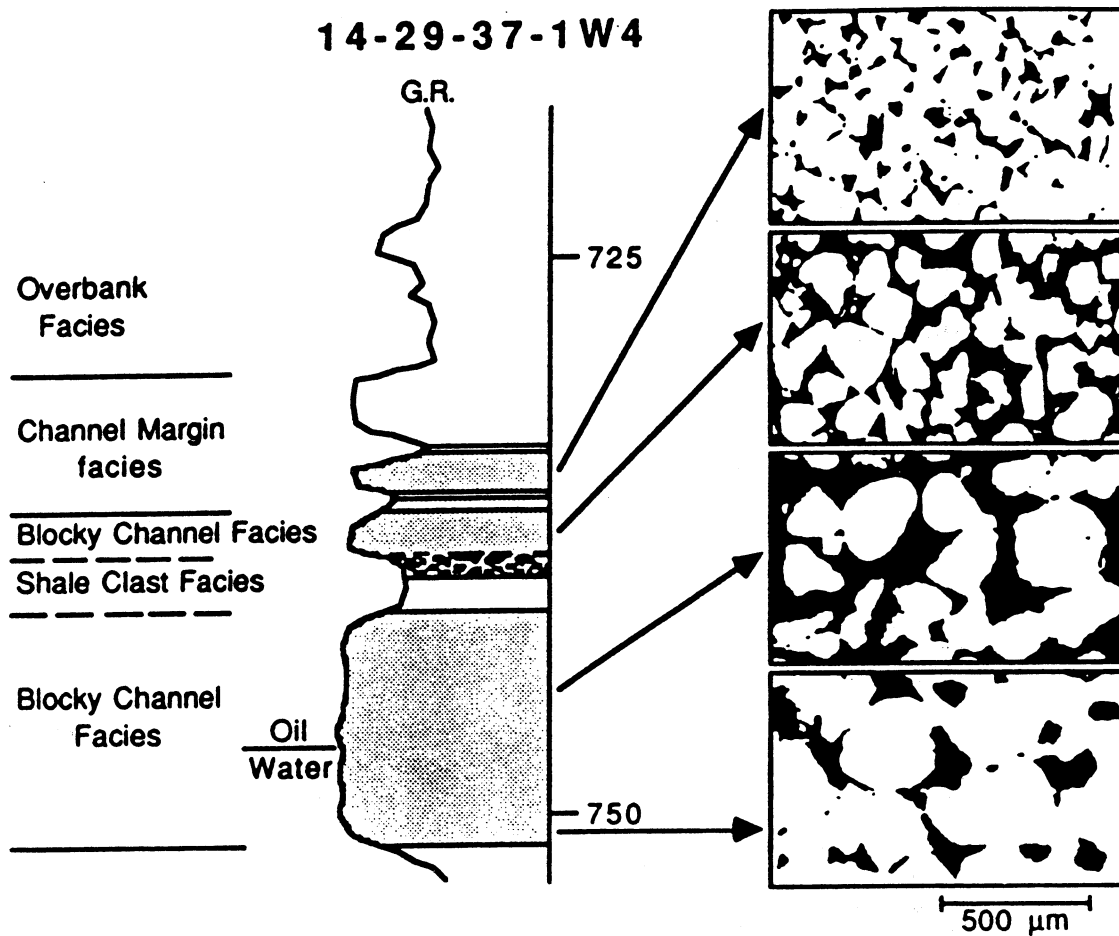 14-29-37-1W4
G.R.
725
Overbank
Facies
Channel Margin
facies
Blocky Channel Facies
Shale Clast Facies
Blocky Channel
Facies
Oil
Water
750
500 µm